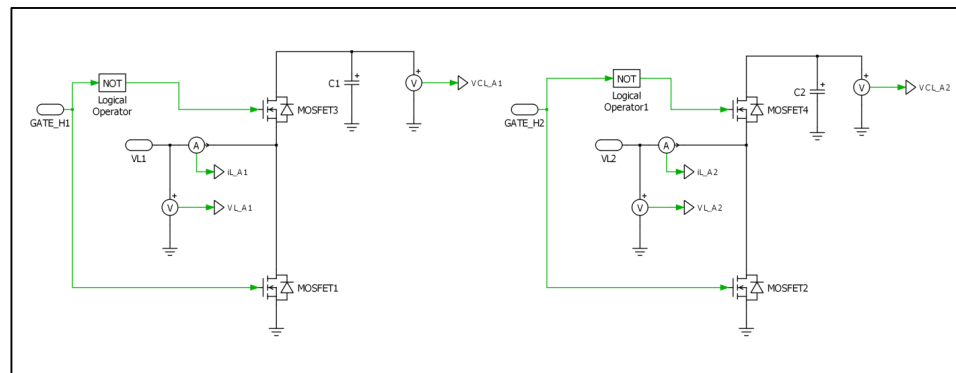 NOT
Logical
Operator
GATE_H1
MOSFET3
C1
+
V
+
VCL_A1
VL1
A
iL_A1
V
+
VL_A1
MOSFET1
NOT
Logical
Operator1
GATE_H2
MOSFET4
C2
+
V
+
VCL_A2
VL2
A
iL_A2
V
+
VL_A2
MOSFET2